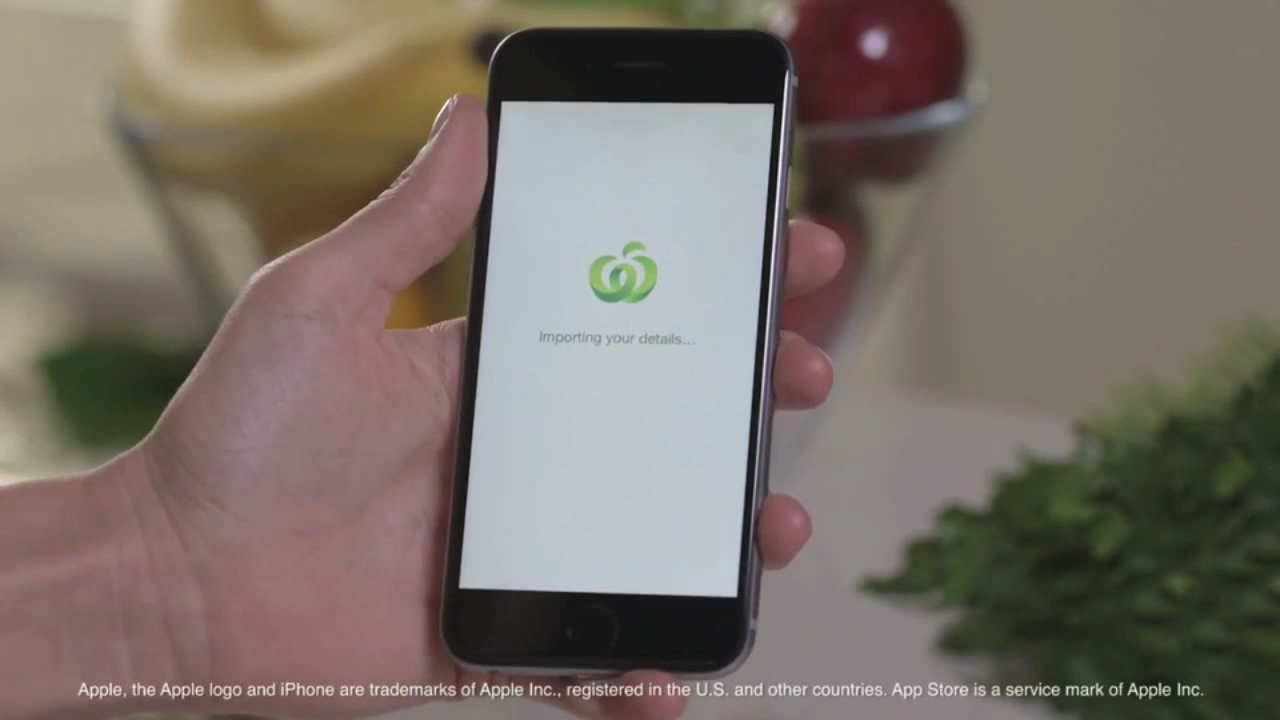 Importing your details...
Apple, the Apple logo and iPhone are trademarks of Apple Inc., registered in the U.S. and other countries. App Store is a service mark of Apple Inc.